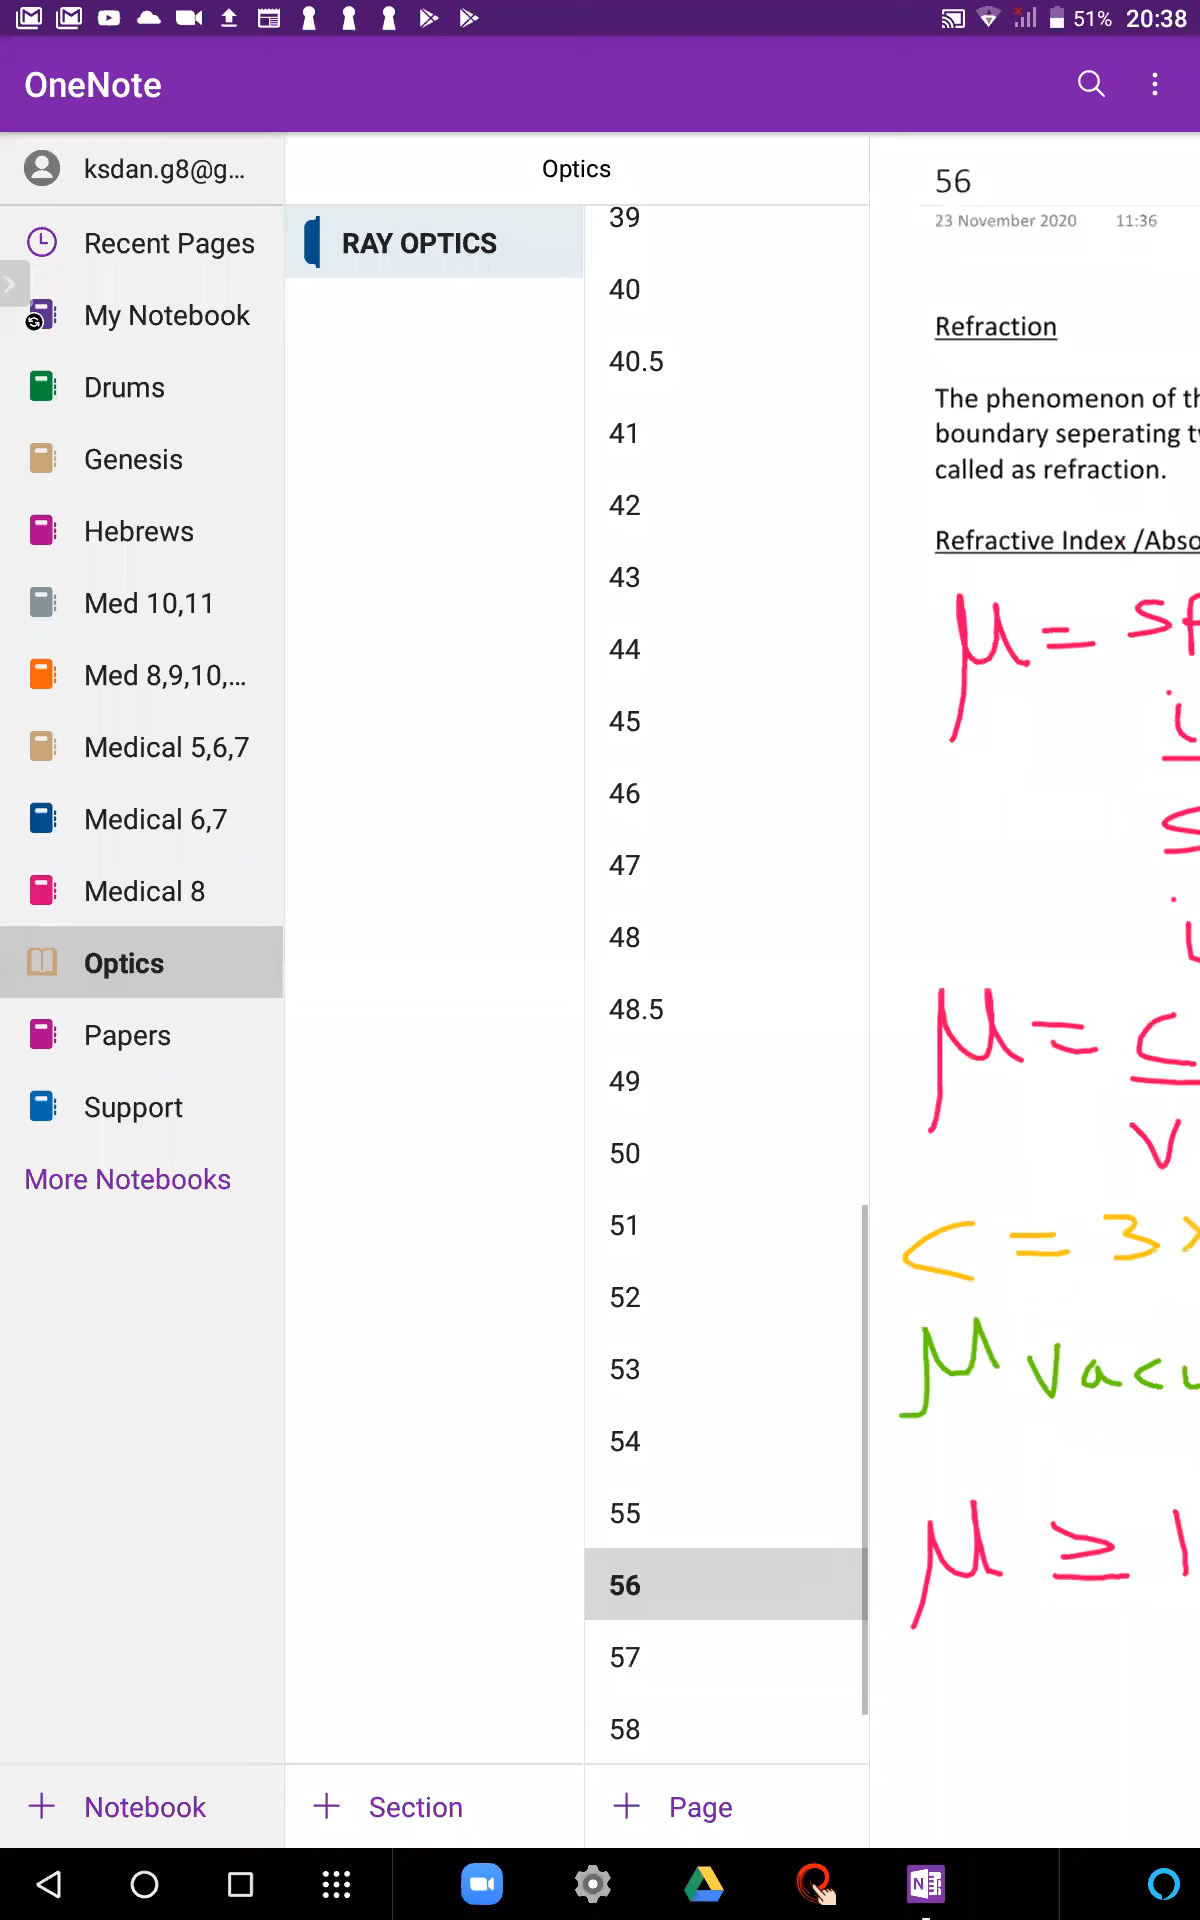 51% 20:38
OneNote
ksdan.g8@g...
Optics
56
23 November 2020 11:36
Recent Pages
My Notebook
Drums
Genesis
Hebrews
Med 10,11
Med 8,9,10,...
Medical 5,6,7
Medical 6,7
Medical 8
Optics
Papers
Support
More Notebooks
RAY OPTICS
39
40
40.5
41
42
43
44
45
46
47
48
48.5
49
50
51
52
53
54
55
56
57
58
Refraction
The phenomenon of
boundary seperating
called as refraction.
Refractive Index /Abso
μ =
i
μ = c
v
c = 3 ×
μ vacu
μ ≥ 1
+ Notebook
+ Section
+ Page